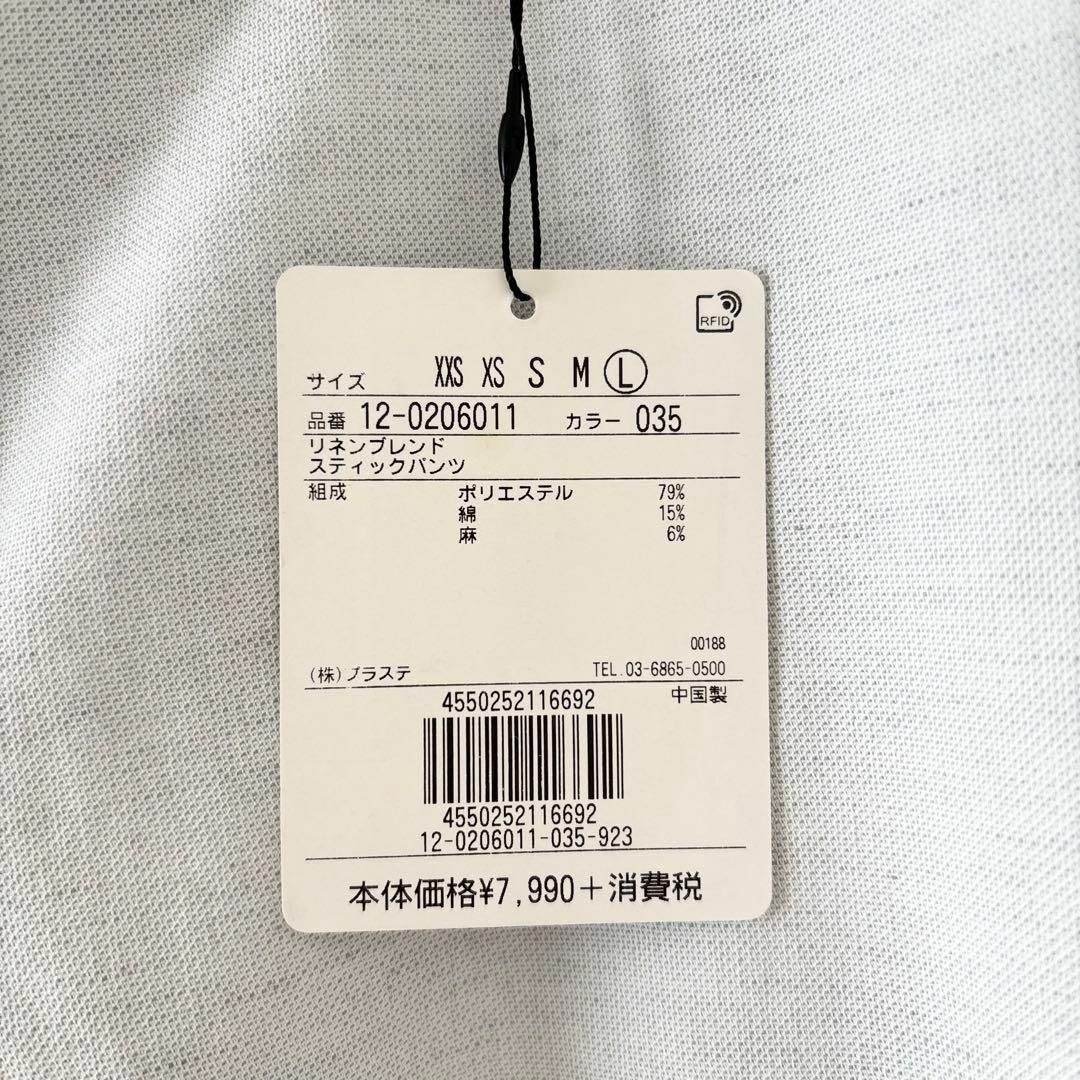 RFID
サイズ XXS XS S M L
品番 12-0206011 カラー 035
リネンブレンド
スティックパンツ
組成 ポリエステル 79%
綿 15%
麻 6%
00188
(株)プラステ TEL.03-6865-0500
4550252116692 中国製
4550252116692
12-0206011-035-923
本体価格¥7,990+消費税